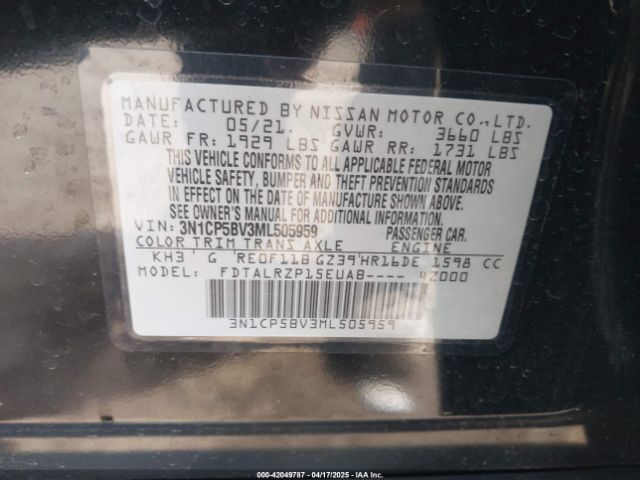 MANUFACTURED BY NISSAN MOTOR CO.,LTD.
DATE: 05/21. GVWR: 3660 LBS
GAWR FR: 1929 LBS GAWR RR: 1731 LBS
THIS VEHICLE CONFORMS TO ALL APPLICABLE FEDERAL MOTOR
VEHICLE SAFETY, BUMPER AND THEFT PREVENTION STANDARDS
IN EFFECT ON THE DATE OF MANUFACTURE SHOWN ABOVE.
SEE OWNER'S MANUAL FOR ADDITIONAL INFORMATION.
VIN: 3N1CP5BV3ML505959 PASSENGER CAR.
COLOR TRIM TRANS AXLE ENGINE
KH3 G RE0F11B GZ39 HR16DE 1598 CC
FDTALRZP15EUAB---- 4Z000
3N1CP5BV3ML505959
000-42049787 - 04/17/2025 - IAA Inc.